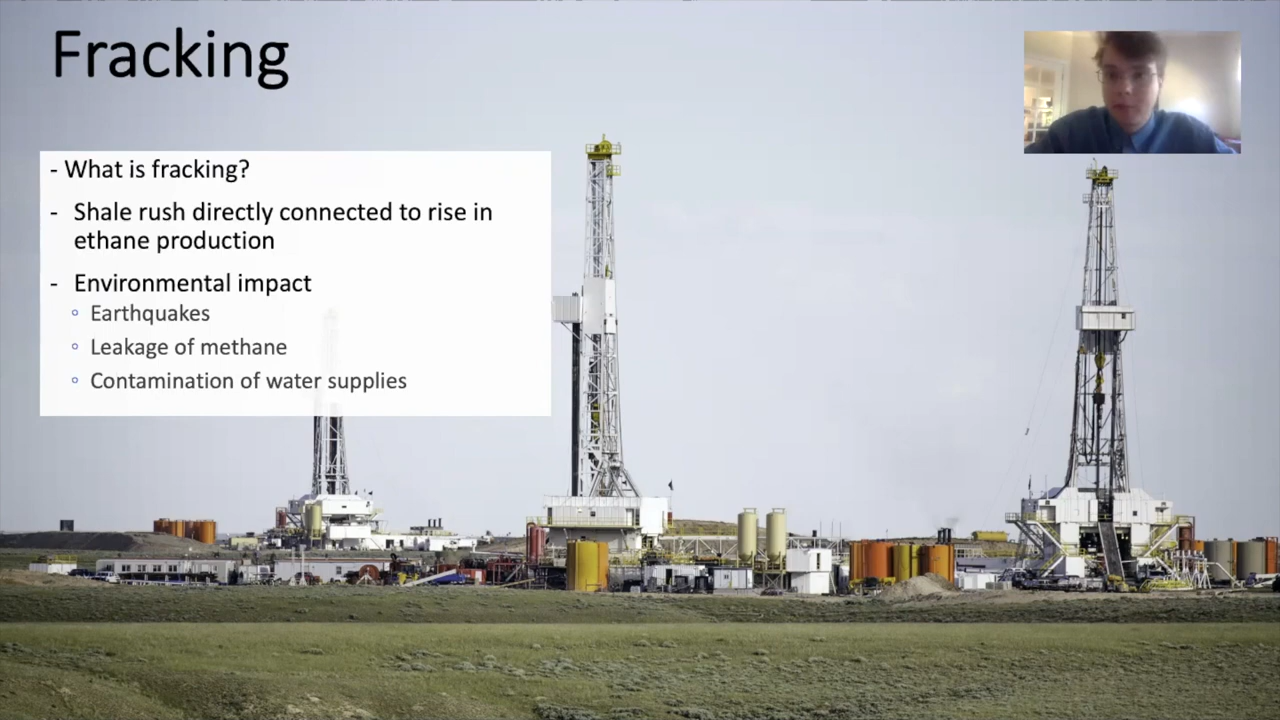 Fracking
- What is fracking?
- Shale rush directly connected to rise in
ethane production
- Environmental impact
◦ Earthquakes
◦ Leakage of methane
◦ Contamination of water supplies